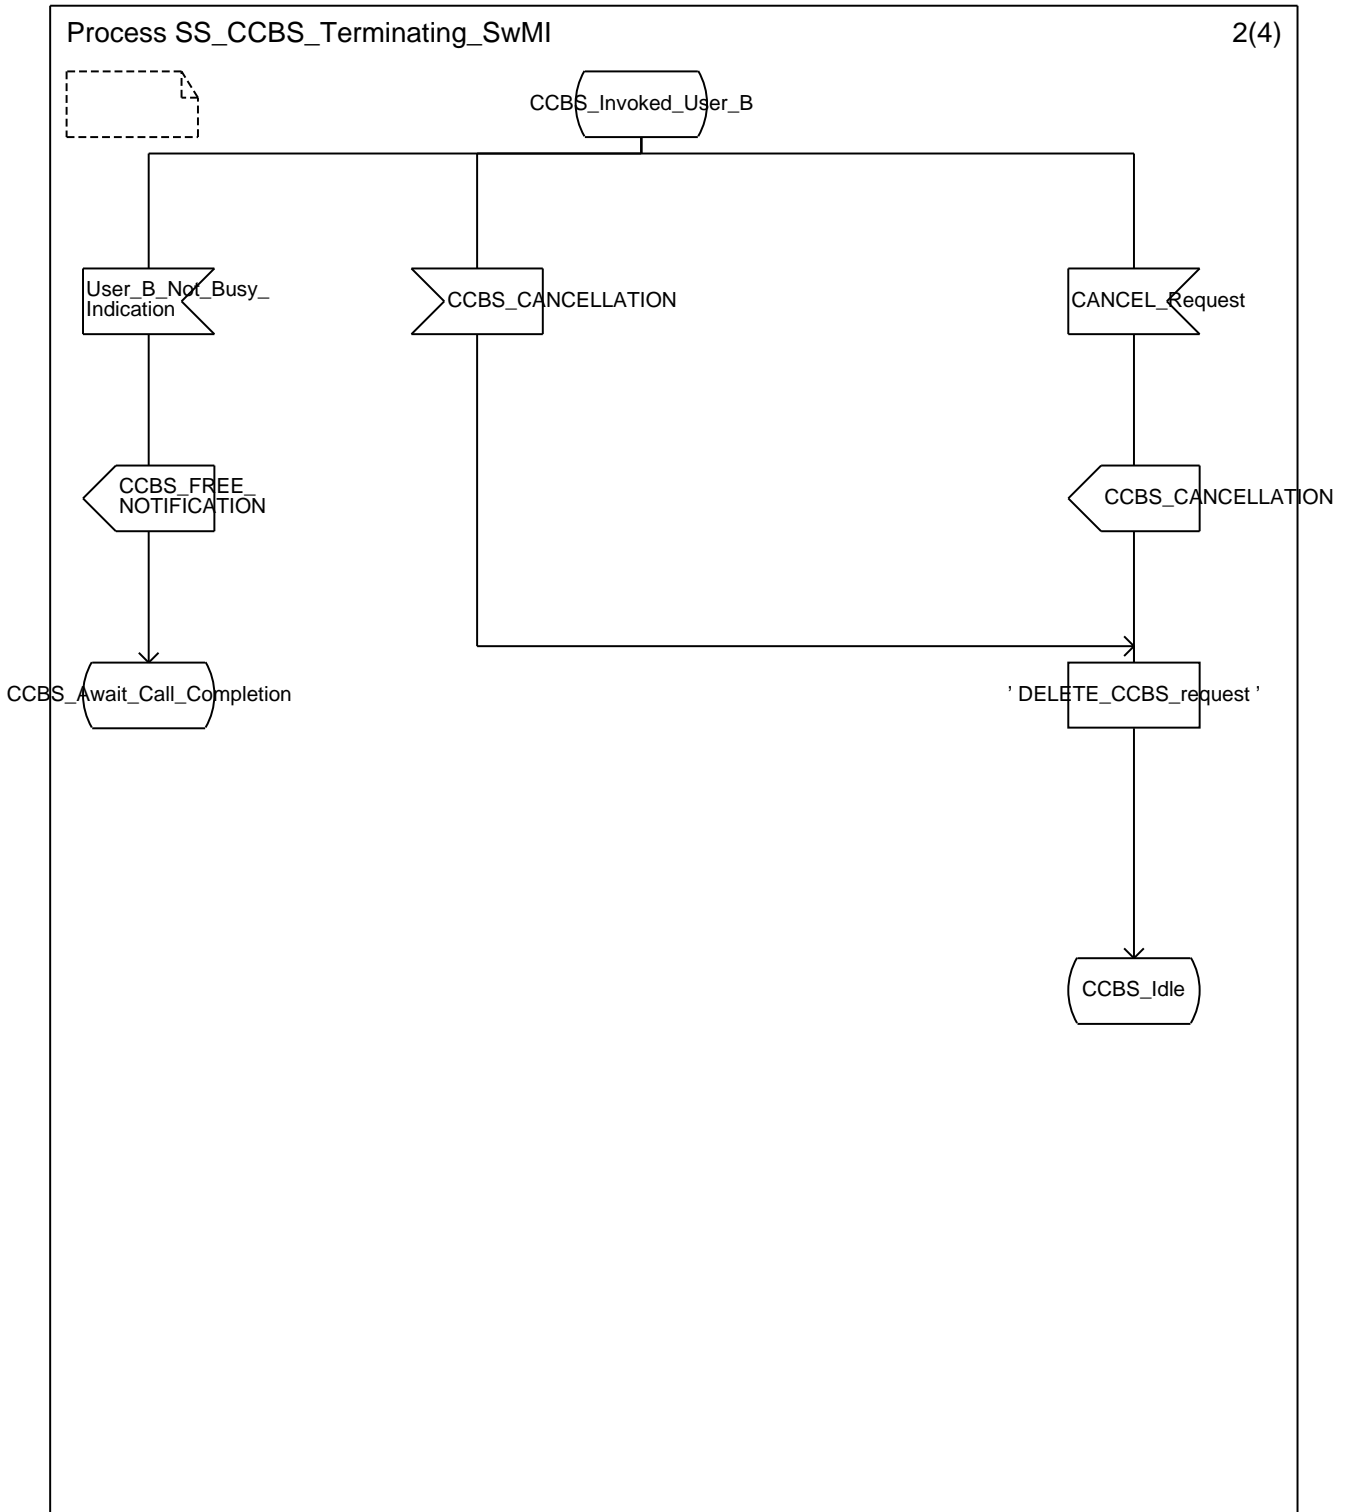 Process SS_CCBS_Terminating_SwMI
2(4)
CCBS_Invoked_User_B
User_B_Not_Busy_
Indication
CCBS_CANCELLATION
CANCEL_Request
CCBS_FREE_
NOTIFICATION
CCBS_CANCELLATION
CCBS_Await_Call_Completion
' DELETE_CCBS_request '
CCBS_Idle